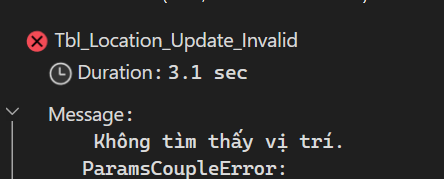 Tbl_Location_Update_Invalid
Duration: 3.1 sec
Message:
Không tìm thấy vị trí.
ParamsCoupleError: